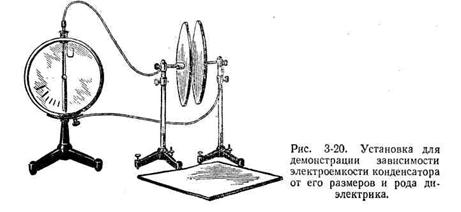 Рис. 3-20. Установка для
демонстрации зависимости
электроемкости конденсатора
от его размеров и рода ди-
электрика.